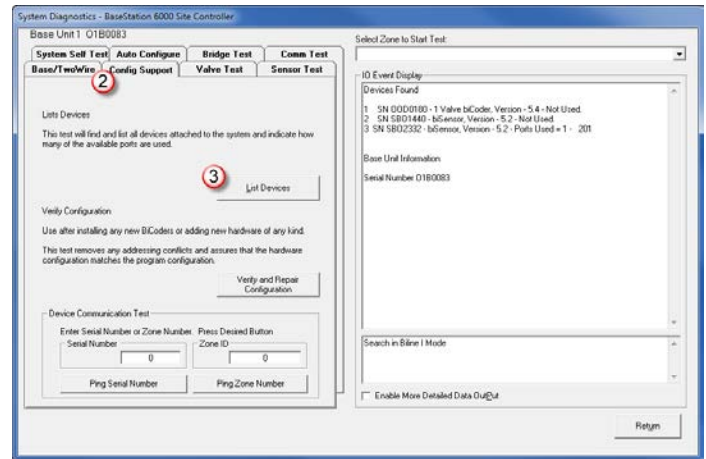 System Diagnostics - BaseStation 6000 Site Controller
Base Unit 1 O1B0083
System Self Test
Auto Configure
Bridge Test
Comm Test
Base/TwoWire
Config Support
Valve Test
Sensor Test
2
Lists Devices
This test will find and list all devices attached to the system and indicate how
many of the available ports are used.
3
List Devices
Verify Configuration
Use after installing any new BiCoders or adding new hardware of any kind.
This test removes any addressing conflicts and assures that the hardware
configuration matches the program configuration.
Verify and Repair
Configuration
Device Communication Test
Enter Serial Number or Zone Number. Press Desired Button
Serial Number
0
Zone ID
0
Ping Serial Number
Ping Zone Number
Select Zone to Start Test:
IO Event Display
Devices Found
1 SN OOD0180 - 1 Valve biCoder, Version - 5.4 - Not Used.
2 SN SBO1440 - biSensor, Version - 5.2 - Not Used.
3 SN SBO2332 - biSensor, Version - 5.2 - Ports Used = 1 - 201
Base Unit Information
Serial Number O1B0083
Search in Biline I Mode
Enable More Detailed Data OutPut
Return